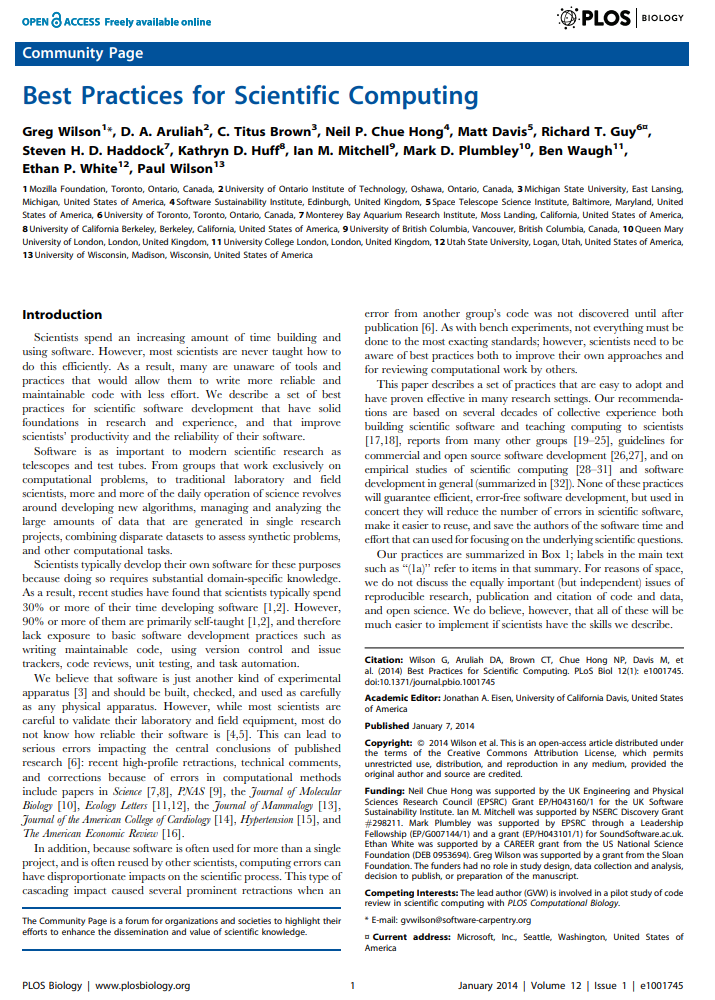 OPEN ACCESS Freely available online
PLOS | BIOLOGY
Community Page
Best Practices for Scientific Computing
Greg Wilson1*, D. A. Aruliah2, C. Titus Brown3, Neil P. Chue Hong4, Matt Davis5, Richard T. Guy6¤,
Steven H. D. Haddock7, Kathryn D. Huff8, Ian M. Mitchell9, Mark D. Plumbley10, Ben Waugh11,
Ethan P. White12, Paul Wilson13
1 Mozilla Foundation, Toronto, Ontario, Canada, 2 University of Ontario Institute of Technology, Oshawa, Ontario, Canada, 3 Michigan State University, East Lansing,
Michigan, United States of America, 4 Software Sustainability Institute, Edinburgh, United Kingdom, 5 Space Telescope Science Institute, Baltimore, Maryland, United
States of America, 6 University of Toronto, Toronto, Ontario, Canada, 7 Monterey Bay Aquarium Research Institute, Moss Landing, California, United States of America,
8 University of California Berkeley, Berkeley, California, United States of America, 9 University of British Columbia, Vancouver, British Columbia, Canada, 10 Queen Mary
University of London, London, United Kingdom, 11 University College London, London, United Kingdom, 12 Utah State University, Logan, Utah, United States of America,
13 University of Wisconsin, Madison, Wisconsin, United States of America
Introduction
Scientists spend an increasing amount of time building and
using software. However, most scientists are never taught how to
do this efficiently. As a result, many are unaware of tools and
practices that would allow them to write more reliable and
maintainable code with less effort. We describe a set of best
practices for scientific software development that have solid
foundations in research and experience, and that improve
scientists' productivity and the reliability of their software.
Software is as important to modern scientific research as
telescopes and test tubes. From groups that work exclusively on
computational problems, to traditional laboratory and field
scientists, more and more of the daily operation of science revolves
around developing new algorithms, managing and analyzing the
large amounts of data that are generated in single research
projects, combining disparate datasets to assess synthetic problems,
and other computational tasks.
Scientists typically develop their own software for these purposes
because doing so requires substantial domain-specific knowledge.
As a result, recent studies have found that scientists typically spend
30% or more of their time developing software [1,2]. However,
90% or more of them are primarily self-taught [1,2], and therefore
lack exposure to basic software development practices such as
writing maintainable code, using version control and issue
trackers, code reviews, unit testing, and task automation.
We believe that software is just another kind of experimental
apparatus [3] and should be built, checked, and used as carefully
as any physical apparatus. However, while most scientists are
careful to validate their laboratory and field equipment, most do
not know how reliable their software is [4,5]. This can lead to
serious errors impacting the central conclusions of published
research [6]: recent high-profile retractions, technical comments,
and corrections because of errors in computational methods
include papers in Science [7,8], PNAS [9], the Journal of Molecular
Biology [10], Ecology Letters [11,12], the Journal of Mammalogy [13],
Journal of the American College of Cardiology [14], Hypertension [15], and
The American Economic Review [16].
In addition, because software is often used for more than a single
project, and is often reused by other scientists, computing errors can
have disproportionate impacts on the scientific process. This type of
cascading impact caused several prominent retractions when an
The Community Page is a forum for organizations and societies to highlight their
efforts to enhance the dissemination and value of scientific knowledge.
error from another group's code was not discovered until after
publication [6]. As with bench experiments, not everything must be
done to the most exacting standards; however, scientists need to be
aware of best practices both to improve their own approaches and
for reviewing computational work by others.
This paper describes a set of practices that are easy to adopt and
have proven effective in many research settings. Our recommenda-
tions are based on several decades of collective experience both
building scientific software and teaching computing to scientists
[17,18], reports from many other groups [19–25], guidelines for
commercial and open source software development [26,27], and on
empirical studies of scientific computing [28–31] and software
development in general (summarized in [32]). None of these practices
will guarantee efficient, error-free software development, but used in
concert they will reduce the number of errors in scientific software,
make it easier to reuse, and save the authors of the software time and
effort that can used for focusing on the underlying scientific questions.
Our practices are summarized in Box 1; labels in the main text
such as “(1a)” refer to items in that summary. For reasons of space,
we do not discuss the equally important (but independent) issues of
reproducible research, publication and citation of code and data,
and open science. We do believe, however, that all of these will be
much easier to implement if scientists have the skills we describe.
Citation: Wilson G, Aruliah DA, Brown CT, Chue Hong NP, Davis M, et
al. (2014) Best Practices for Scientific Computing. PLoS Biol 12(1): e1001745.
doi:10.1371/journal.pbio.1001745
Academic Editor: Jonathan A. Eisen, University of California Davis, United States
of America
Published January 7, 2014
Copyright: © 2014 Wilson et al. This is an open-access article distributed under
the terms of the Creative Commons Attribution License, which permits
unrestricted use, distribution, and reproduction in any medium, provided the
original author and source are credited.
Funding: Neil Chue Hong was supported by the UK Engineering and Physical
Sciences Research Council (EPSRC) Grant EP/H043160/1 for the UK Software
Sustainability Institute. Ian M. Mitchell was supported by NSERC Discovery Grant
#298211. Mark Plumbley was supported by EPSRC through a Leadership
Fellowship (EP/G007144/1) and a grant (EP/H043101/1) for SoundSoftware.ac.uk.
Ethan White was supported by a CAREER grant from the US National Science
Foundation (DEB 0953694). Greg Wilson was supported by a grant from the Sloan
Foundation. The funders had no role in study design, data collection and analysis,
decision to publish, or preparation of the manuscript.
Competing Interests: The lead author (GVW) is involved in a pilot study of code
review in scientific computing with PLOS Computational Biology.
* E-mail: gvwilson@software-carpentry.org
¤ Current address: Microsoft, Inc., Seattle, Washington, United States of
America
PLOS Biology | www.plosbiology.org
1
January 2014 | Volume 12 | Issue 1 | e1001745